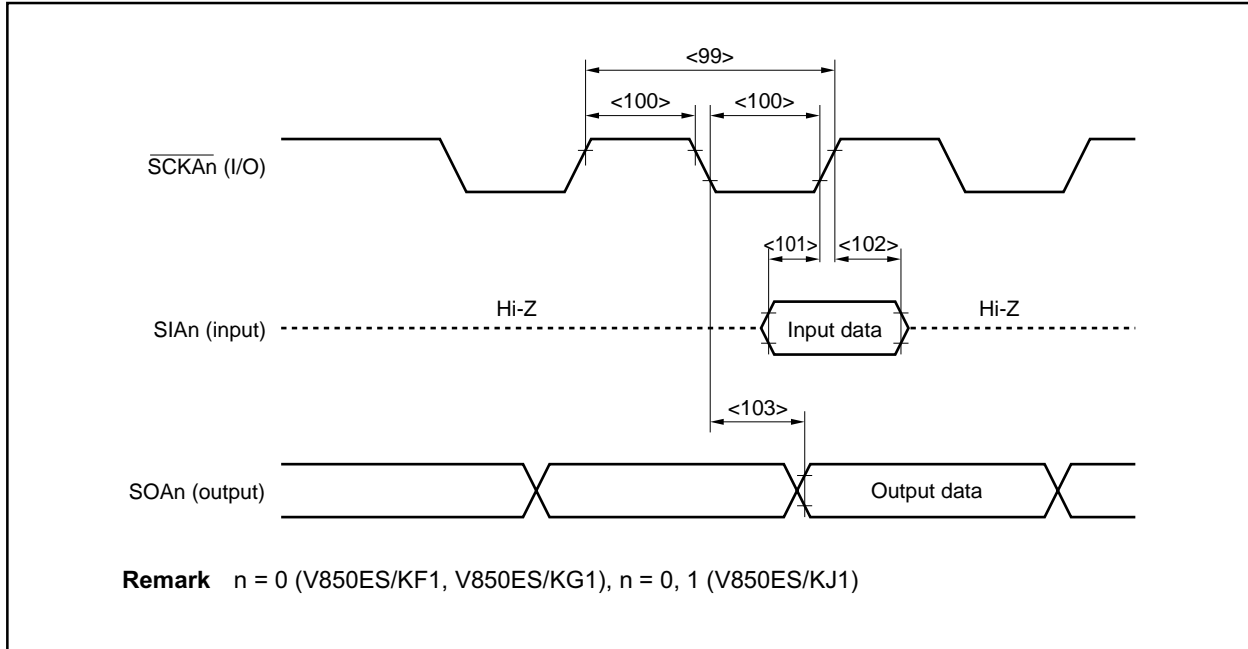 <99>
<100> <100>
S̅C̅K̅A̅n̅ (I/O)
<101> <102>
Hi-Z Hi-Z
SIAn (input) Input data
<103>
SOAn (output) Output data
Remark n = 0 (V850ES/KF1, V850ES/KG1), n = 0, 1 (V850ES/KJ1)